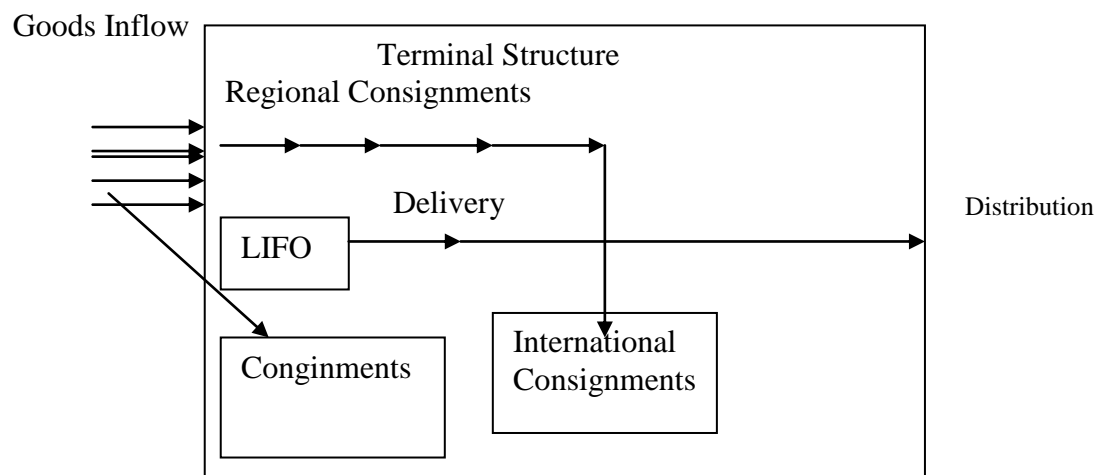 Goods Inflow
Terminal Structure
Regional Consignments
Delivery
Distribution
LIFO
International
Consignments
Conginments